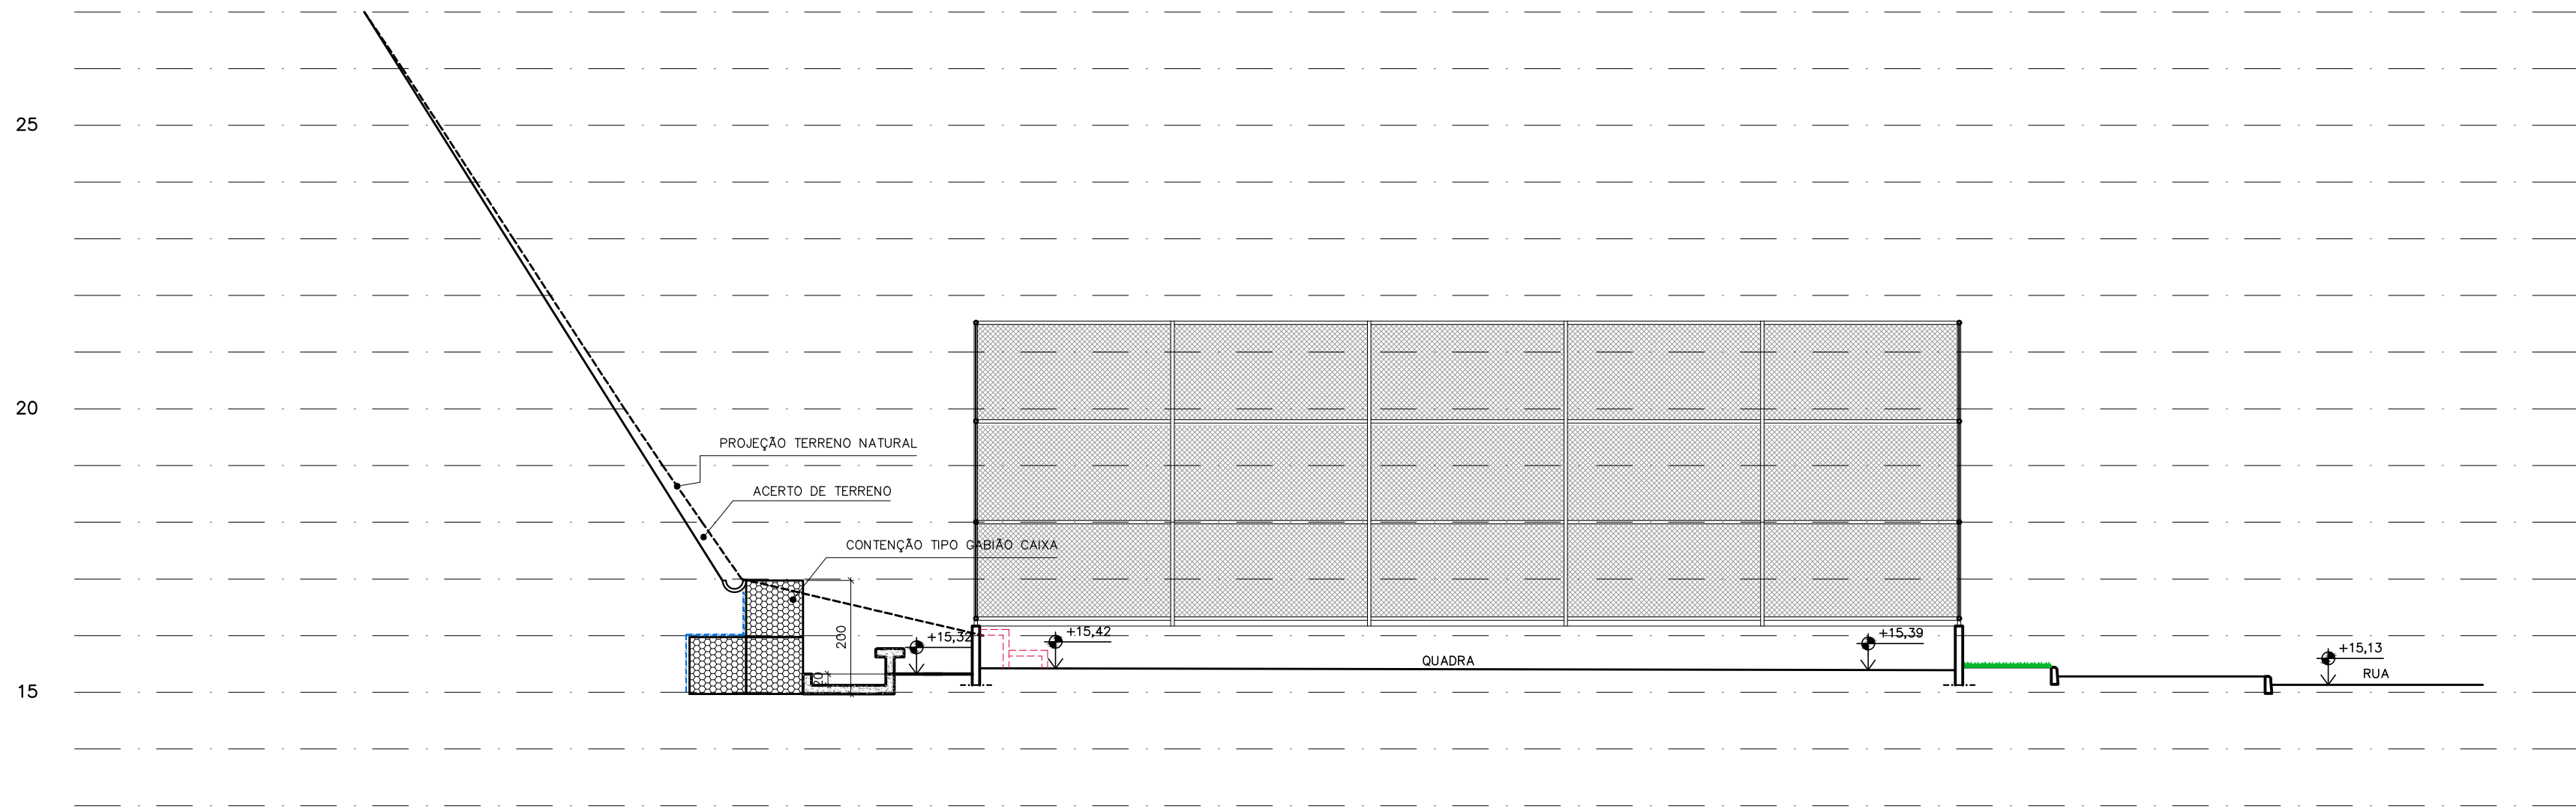 25
20
PROJEÇÃO TERRENO NATURAL
ACERTO DE TERRENO
CONTENÇÃO TIPO GABIÃO CAIXA
200
20
+15,32
+15,42
QUADRA
+15,39
+15,13
RUA
15